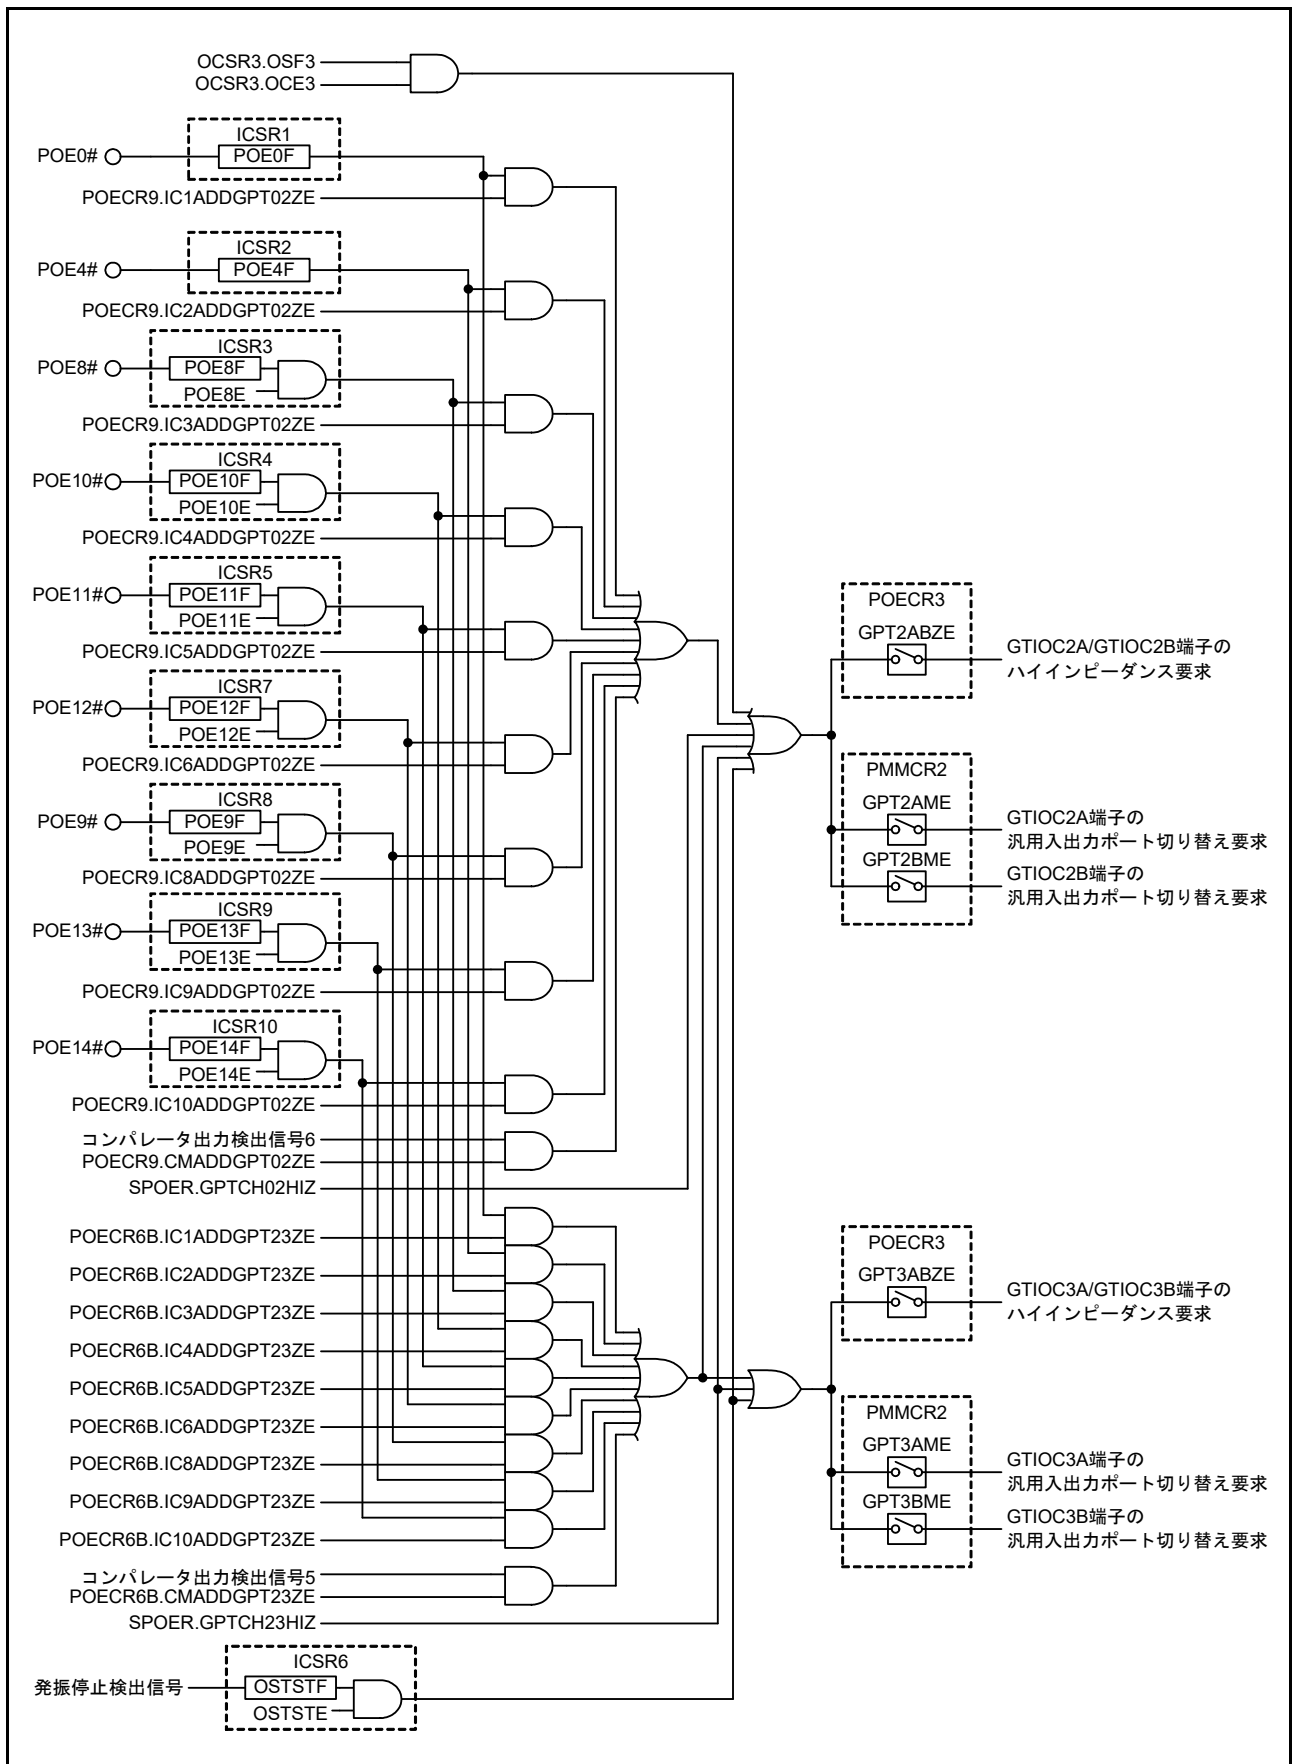 OCSR3.OSF3
OCSR3.OCE3
ICSR1
POE0#
POE0F
POECR9.IC1ADDGPT02ZE
ICSR2
POE4#
POE4F
POECR9.IC2ADDGPT02ZE
ICSR3
POE8#
POE8F
POE8E
POECR9.IC3ADDGPT02ZE
ICSR4
POE10#
POE10F
POE10E
POECR9.IC4ADDGPT02ZE
ICSR5
POE11#
POE11F
POE11E
POECR9.IC5ADDGPT02ZE
ICSR7
POE12#
POE12F
POE12E
POECR9.IC6ADDGPT02ZE
ICSR8
POE9#
POE9F
POE9E
POECR9.IC8ADDGPT02ZE
ICSR9
POE13#
POE13F
POE13E
POECR9.IC9ADDGPT02ZE
ICSR10
POE14#
POE14F
POE14E
POECR9.IC10ADDGPT02ZE
コンパレータ出力検出信号6
POECR9.CMADDGPT02ZE
SPOER.GPTCH02HIZ
POECR6B.IC1ADDGPT23ZE
POECR6B.IC2ADDGPT23ZE
POECR6B.IC3ADDGPT23ZE
POECR6B.IC4ADDGPT23ZE
POECR6B.IC5ADDGPT23ZE
POECR6B.IC6ADDGPT23ZE
POECR6B.IC8ADDGPT23ZE
POECR6B.IC9ADDGPT23ZE
POECR6B.IC10ADDGPT23ZE
コンパレータ出力検出信号5
POECR6B.CMADDGPT23ZE
SPOER.GPTCH23HIZ
ICSR6
発振停止検出信号
OSTSTF
OSTSTE
POECR3
GPT2ABZE
GTIOC2A/GTIOC2B端子の
ハイインピーダンス要求
PMMCR2
GPT2AME
GTIOC2A端子の
汎用入出力ポート切り替え要求
GPT2BME
GTIOC2B端子の
汎用入出力ポート切り替え要求
POECR3
GPT3ABZE
GTIOC3A/GTIOC3B端子の
ハイインピーダンス要求
PMMCR2
GPT3AME
GTIOC3A端子の
汎用入出力ポート切り替え要求
GPT3BME
GTIOC3B端子の
汎用入出力ポート切り替え要求